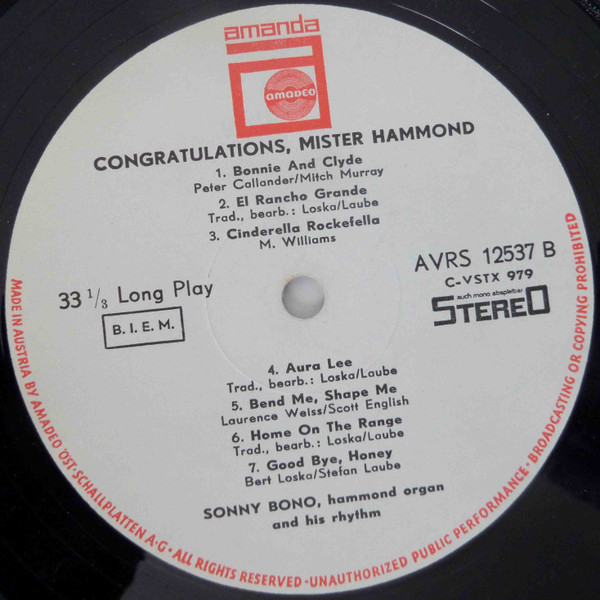 amanda
AMADEO
CONGRATULATIONS, MISTER HAMMOND
1. Bonnie And Clyde
Peter Callander/Mitch Murray
2. El Rancho Grande
Trad., bearb.: Loska/Laube
3. Cinderella Rockefella
M. Williams
33 1/3 Long Play
B. I. E. M.
AVRS 12537 B
C-VSTX 979
auch mono abspielbar
STEREO
4. Aura Lee
Trad., bearb.: Loska/Laube
5. Bend Me, Shape Me
Laurence Weiss/Scott English
6. Home On The Range
Trad., bearb.: Loska/Laube
7. Good Bye, Honey
Bert Loska/Stefan Laube
SONNY BONO, hammond organ
and his rhythm
MADE IN AUSTRIA BY AMADEO ÖST. SCHALLPLATTEN A·G · ALL RIGHTS RESERVED · UNAUTHORIZED PUBLIC PERFORMANCE · BROADCASTING OR COPYING PROHIBITED